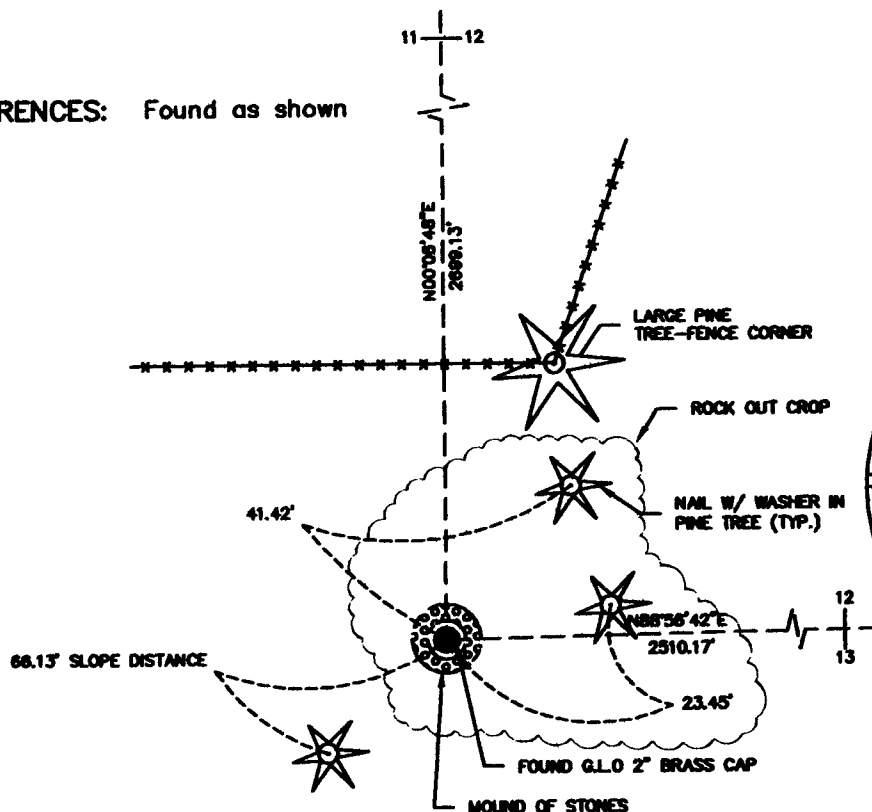 11 12
RENCES: Found as shown
N00°06'48"E
2699.13'
LARGE PINE
TREE-FENCE CORNER
ROCK OUT CROP
NAIL W/ WASHER IN
PINE TREE (TYP.)
41.42'
12
N88°56'42"E
2510.17'
13
66.13' SLOPE DISTANCE
23.45'
FOUND G.L.O 2" BRASS CAP
MOUND OF STONES